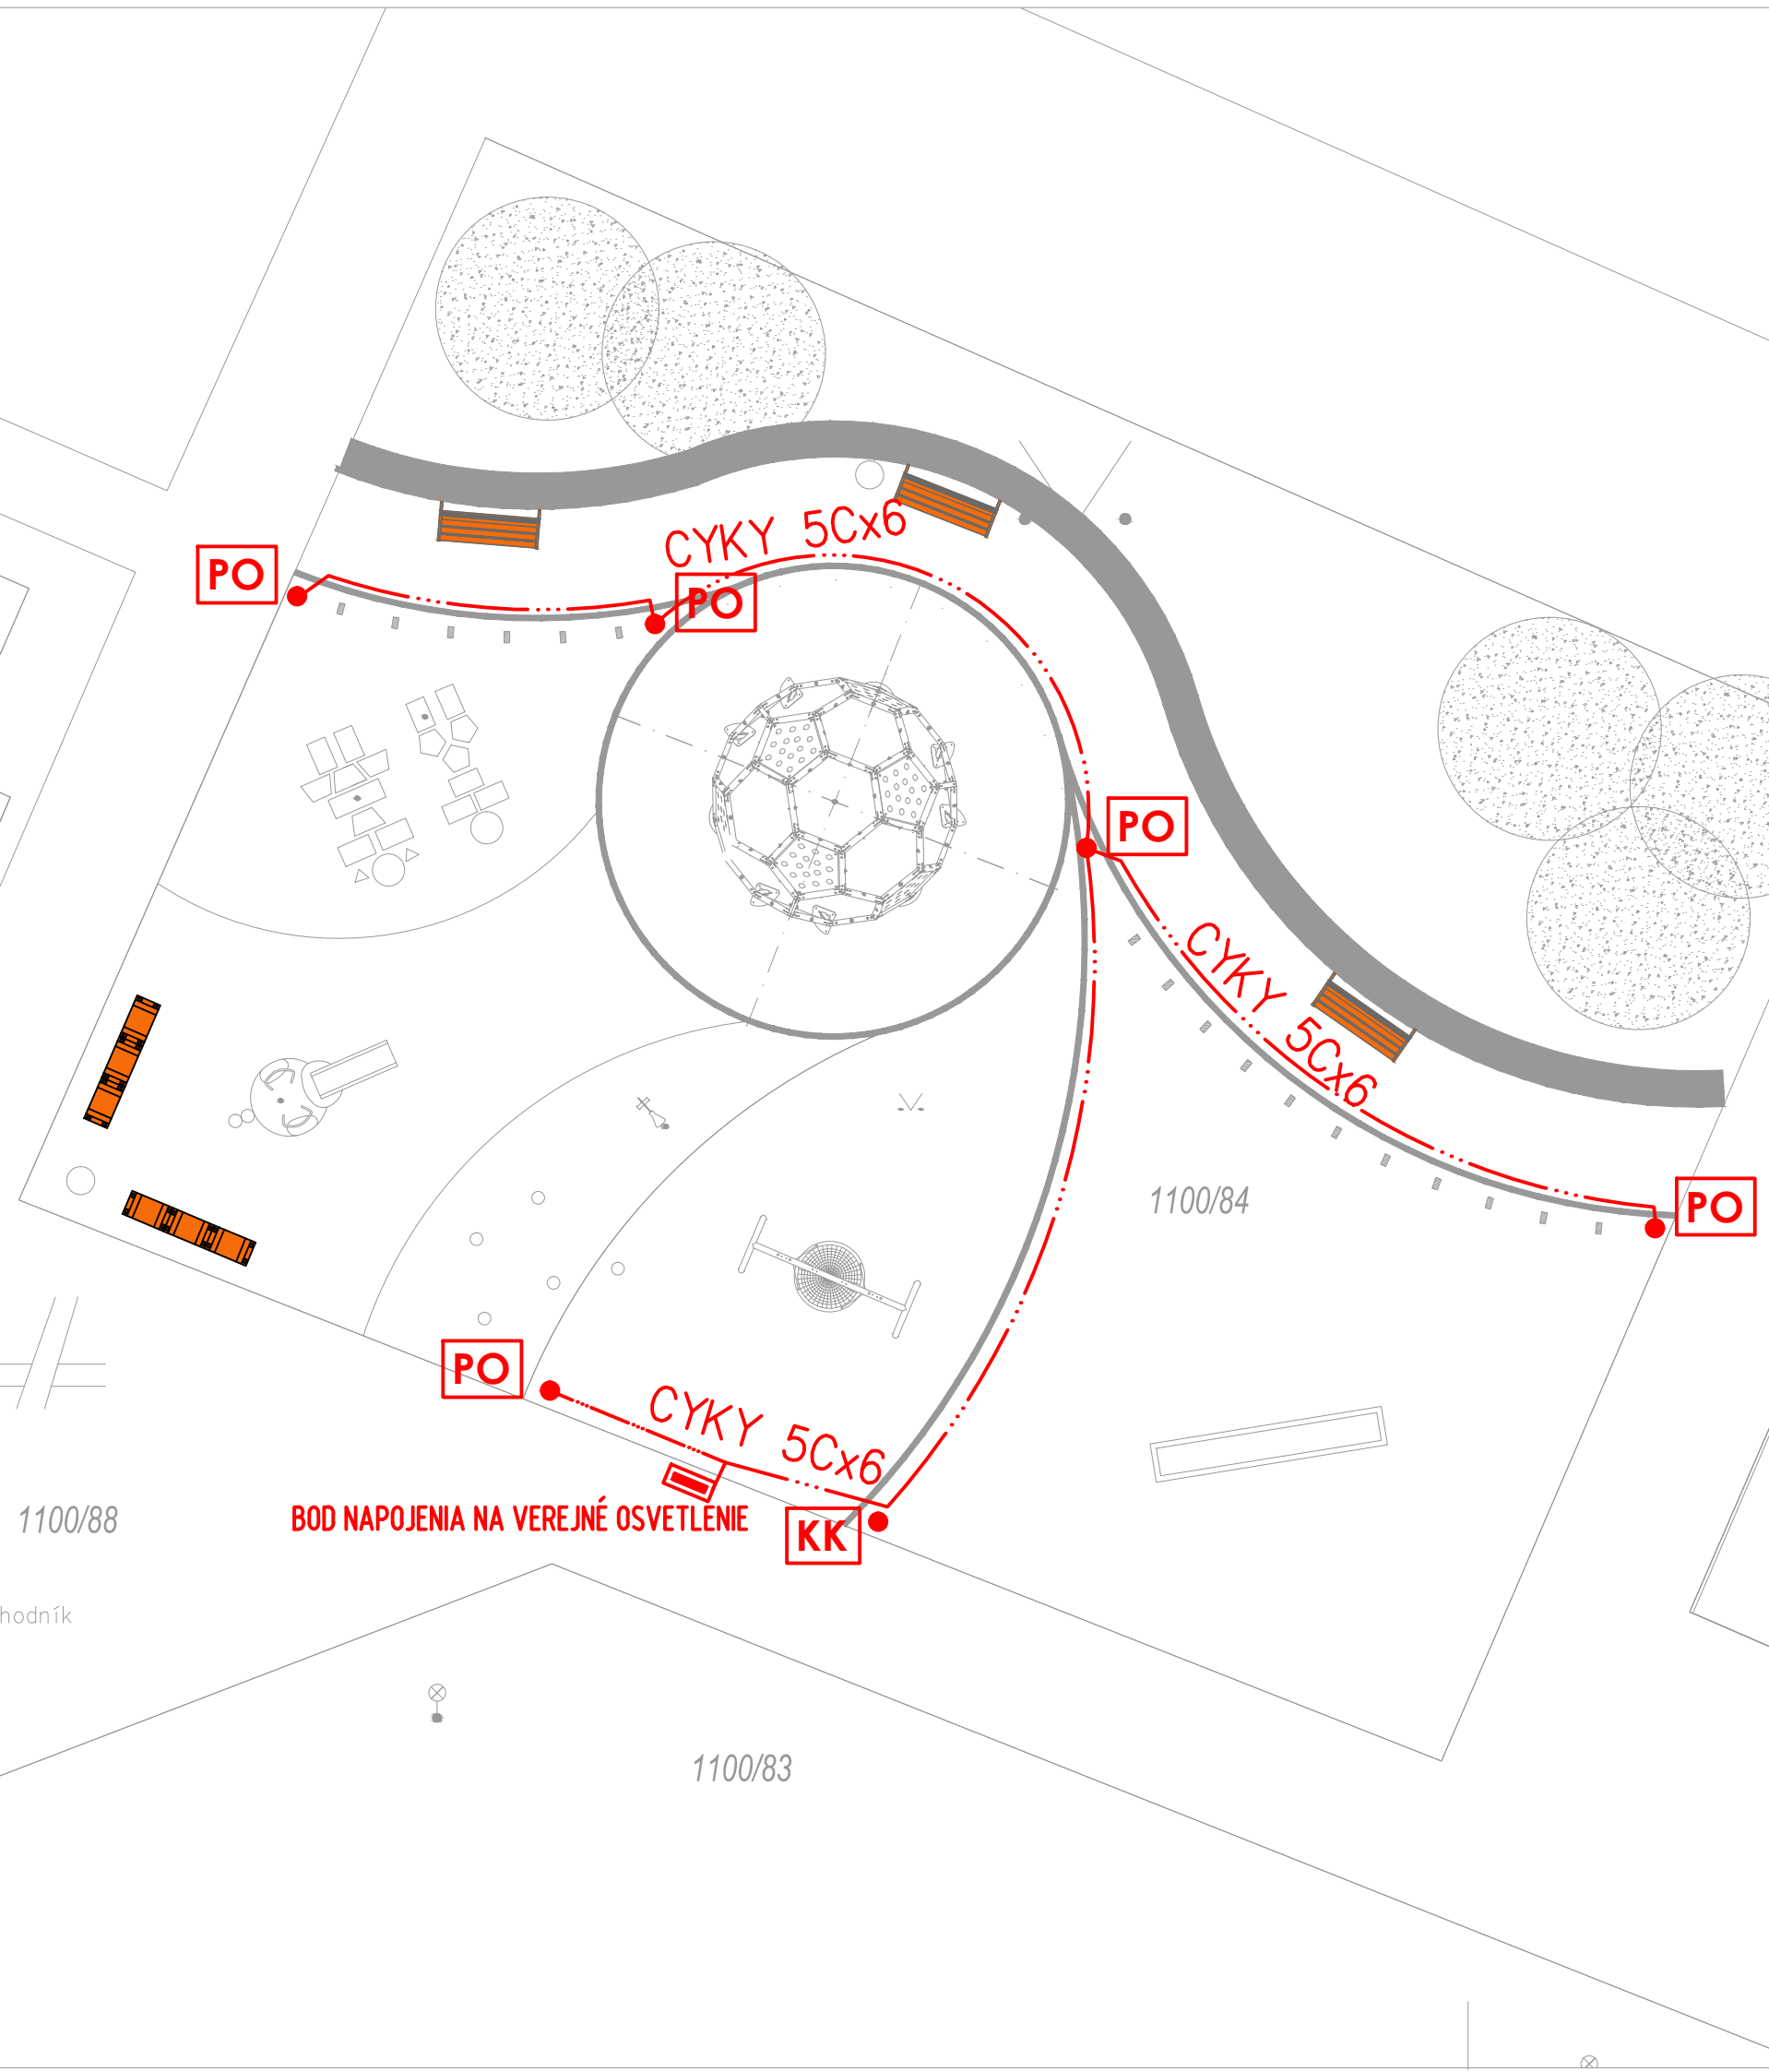 CYKY 5Cx6
PO
PO
PO
CYKY 5Cx6
1100/84
PO
PO
CYKY 5Cx6
1100/88
BOD NAPOJENIA NA VEREJNÉ OSVETLENIE
KK
hodník
1100/83